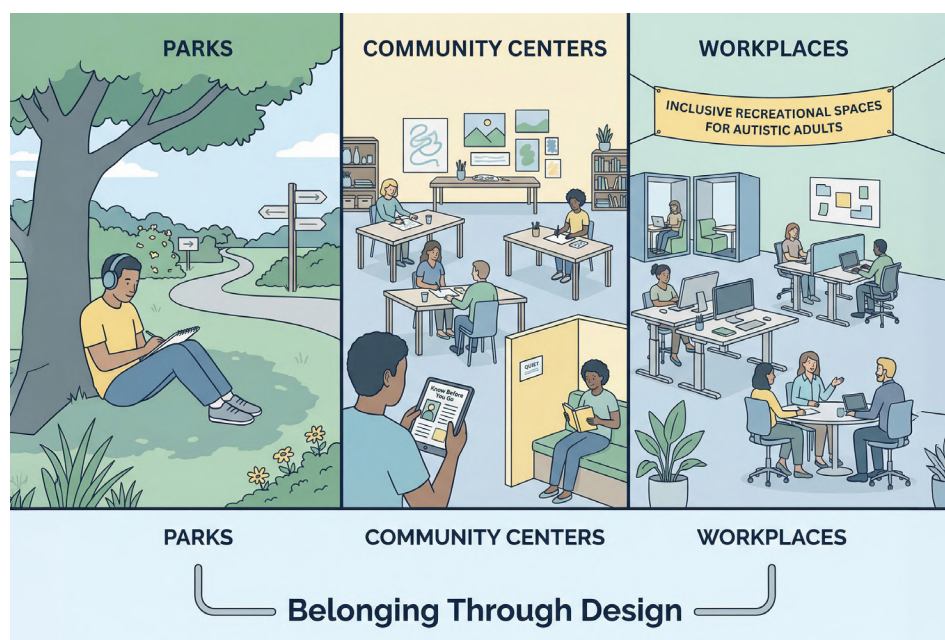 PARKS
COMMUNITY CENTERS
WORKPLACES
INCLUSIVE RECREATIONAL SPACES
FOR AUTISTIC ADULTS
Know Before
You Go
QUIET
PARKS
COMMUNITY CENTERS
WORKPLACES
Belonging Through Design